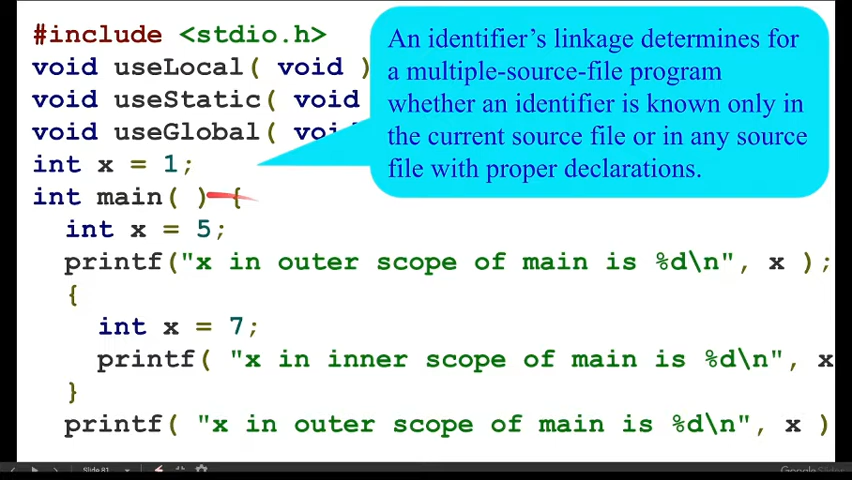 #include <stdio.h>
void useLocal( void )
void useStatic( void
void useGlobal(
int x = 1;
int main( ) {
int x = 5;
printf("x in outer scope of main is %d\n", x );
{
int x = 7;
printf( "x in inner scope of main is %d\n", x
}
printf( "x in outer scope of main is %d\n", x )
An identifier’s linkage determines for
a multiple-source-file program
whether an identifier is known only in
the current source file or in any source
file with proper declarations.
Slide 81